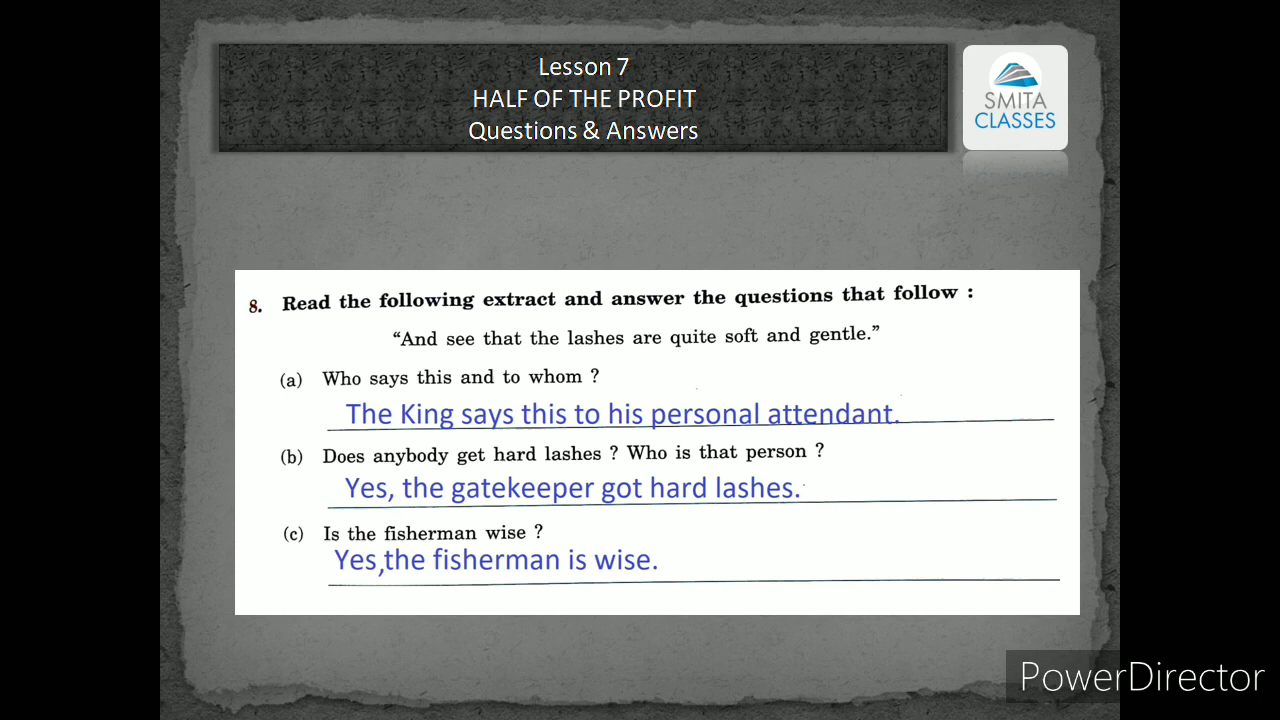 Lesson 7
HALF OF THE PROFIT
Questions & Answers
SMITA
CLASSES
8. Read the following extract and answer the questions that follow :
“And see that the lashes are quite soft and gentle.”
(a) Who says this and to whom ?
The King says this to his personal attendant.
(b) Does anybody get hard lashes ? Who is that person ?
Yes, the gatekeeper got hard lashes.
(c) Is the fisherman wise ?
Yes,the fisherman is wise.
PowerDirector